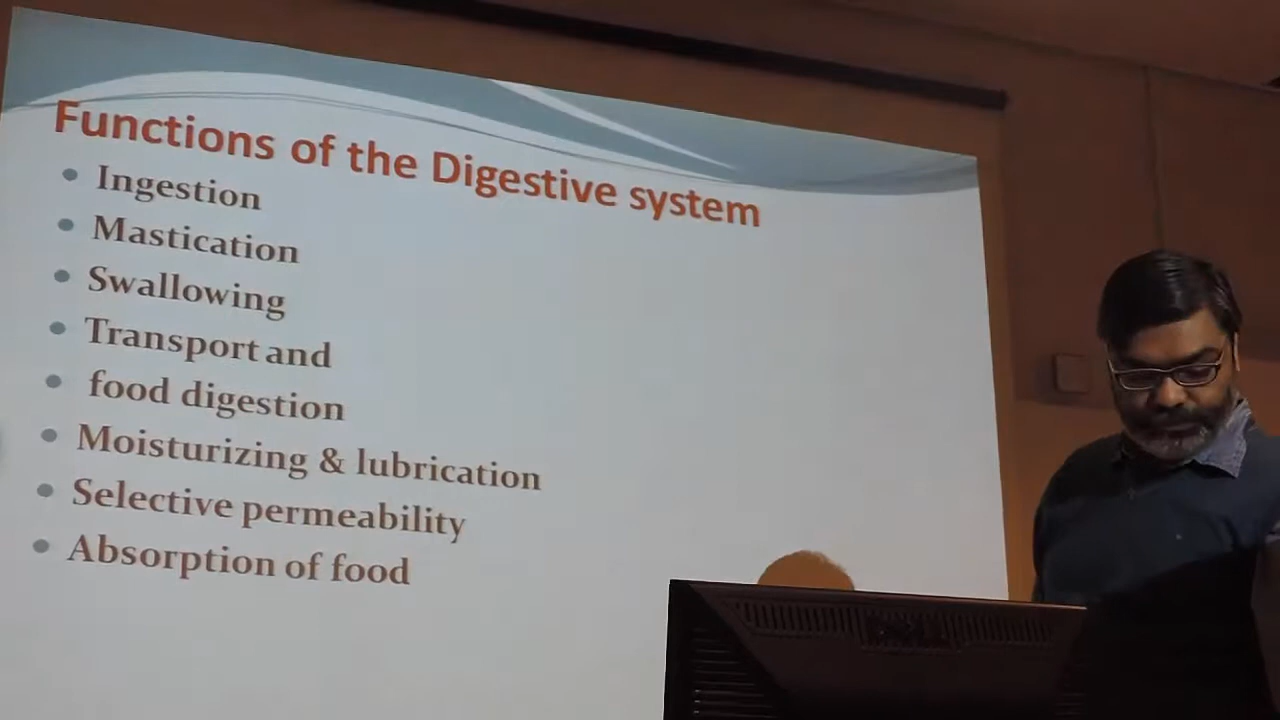 Functions of the Digestive system
Ingestion
Mastication
Swallowing
Transport and
food digestion
Moisturizing & lubrication
Selective permeability
Absorption of food